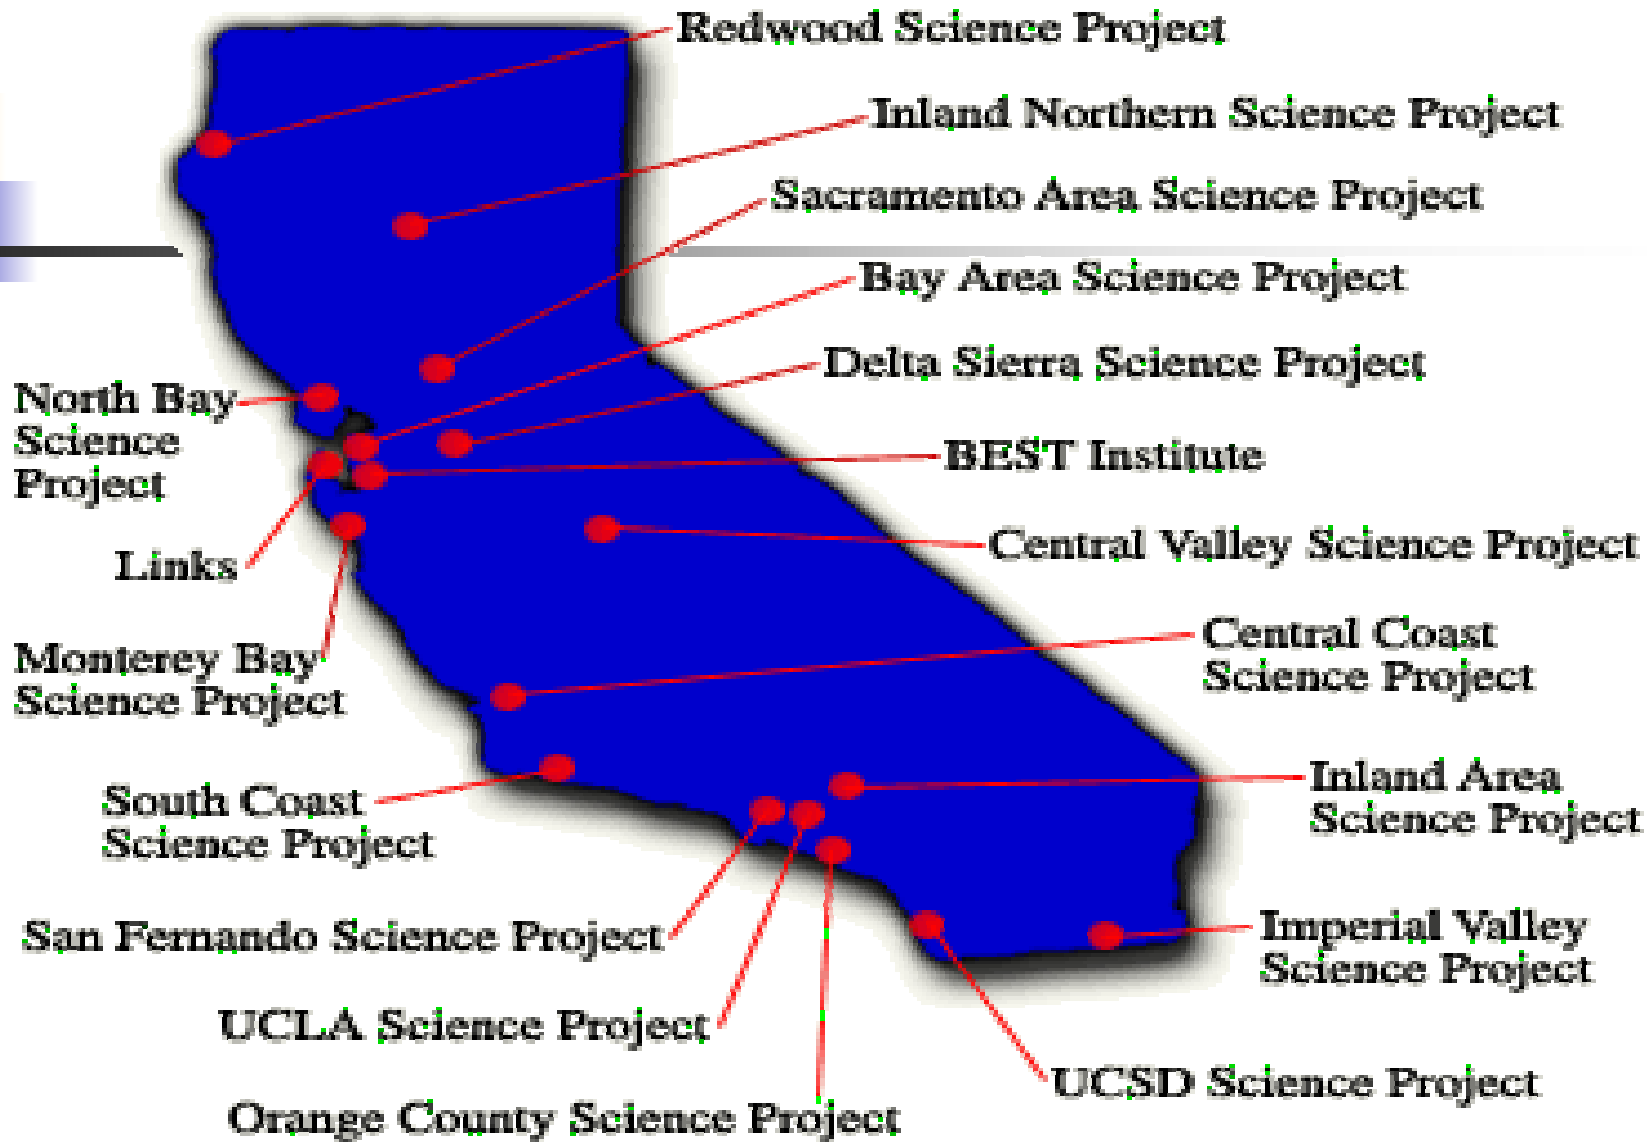 Redwood Science Project
Inland Northern Science Project
Sacramento Area Science Project
Bay Area Science Project
Delta Sierra Science Project
North Bay
Science
Project
BEST Institute
Central Valley Science Project
Links
Central Coast
Science Project
Monterey Bay
Science Project
Inland Area
Science Project
South Coast
Science Project
San Fernando Science Project
Imperial Valley
Science Project
UCLA Science Project
UCSD Science Project
Orange County Science Project